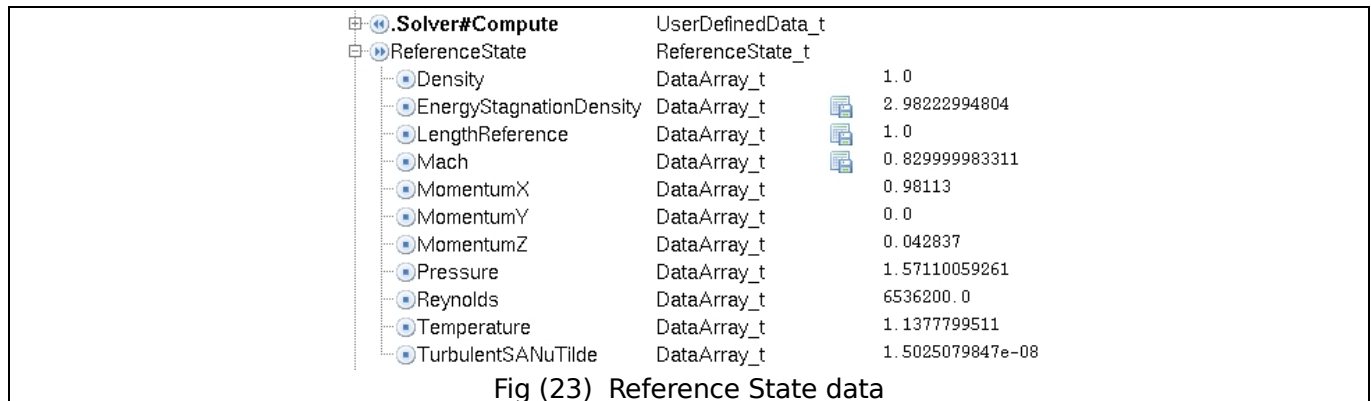 .Solver#Compute UserDefinedData_t
ReferenceState ReferenceState_t
Density DataArray_t 1.0
EnergyStagnationDensity DataArray_t 2.98222994804
LengthReference DataArray_t 1.0
Mach DataArray_t 0.829999983311
MomentumX DataArray_t 0.98113
MomentumY DataArray_t 0.0
MomentumZ DataArray_t 0.042837
Pressure DataArray_t 1.57110059261
Reynolds DataArray_t 6536200.0
Temperature DataArray_t 1.1377799511
TurbulentSANuTilde DataArray_t 1.5025079847e-08
Fig (23) Reference State data